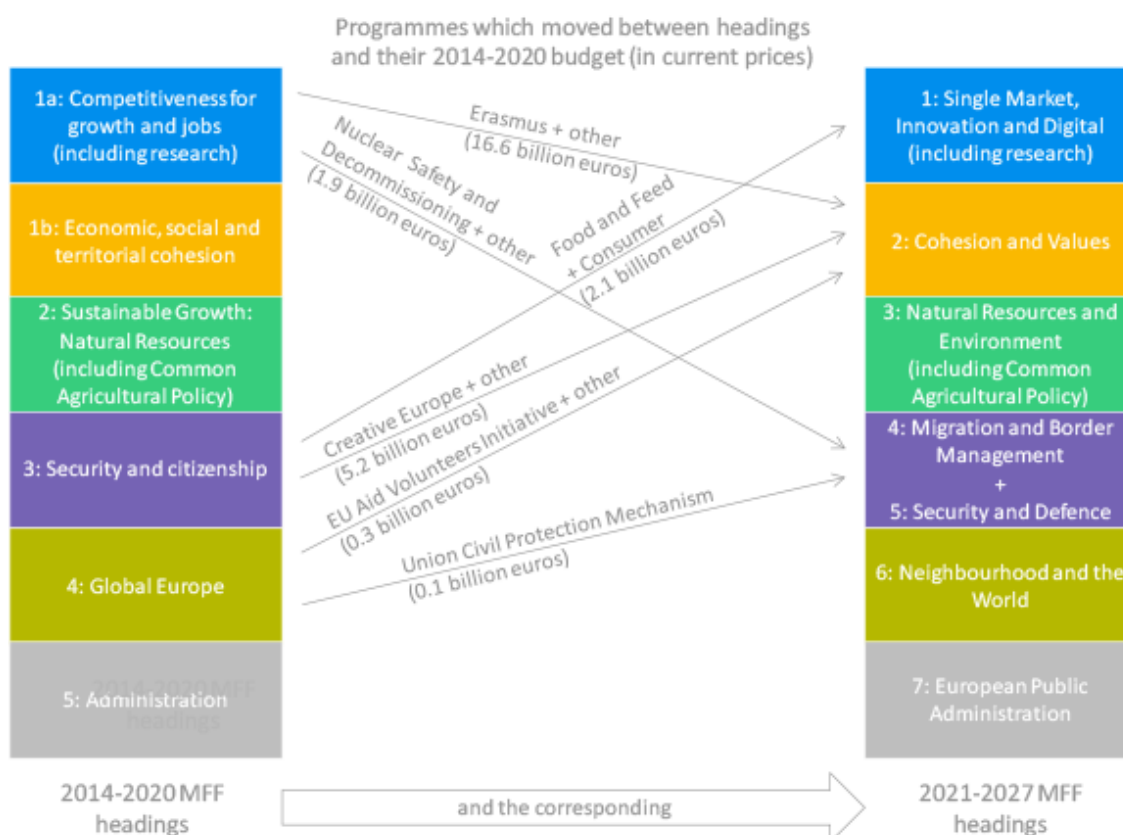 Programmes which moved between headings
and their 2014-2020 budget (in current prices)
1a: Competitiveness for
growth and jobs
(including research)
1b: Economic, social and
territorial cohesion
2: Sustainable Growth:
Natural Resources
(including Common
Agricultural Policy)
3: Security and citizenship
4: Global Europe
2014-2020 MFF
5: Administration
headings
2014-2020 MFF
headings
Erasmus + other
(16.6 billion euros)
Nuclear Safety and
Decommissioning + other
(1.9 billion euros)
Food and Feed
+ Consumer
(2.1 billion euros)
Creative Europe + other
(5.2 billion euros)
EU Aid Volunteers Initiative + other
(0.3 billion euros)
Union Civil Protection Mechanism
(0.1 billion euros)
and the corresponding
1: Single Market,
Innovation and Digital
(including research)
2: Cohesion and Values
3: Natural Resources and
Environment
(including Common
Agricultural Policy)
4: Migration and Border
Management
+
5: Security and Defence
6: Neighbourhood and the
World
7: European Public
Administration
2021-2027 MFF
headings